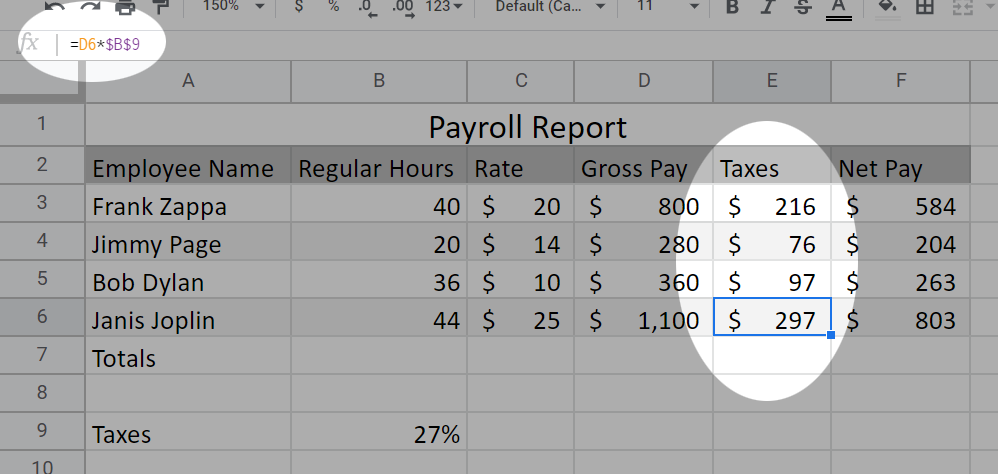 150% $ % .0 .00 123 Default (Ca... 11 B I S A
fx =D6*$B$9
A B C D E F
1 Payroll Report
2 Employee Name Regular Hours Rate Gross Pay Taxes Net Pay
3 Frank Zappa 40 $ 20 $ 800 $ 216 $ 584
4 Jimmy Page 20 $ 14 $ 280 $ 76 $ 204
5 Bob Dylan 36 $ 10 $ 360 $ 97 $ 263
6 Janis Joplin 44 $ 25 $ 1,100 $ 297 $ 803
7 Totals
8
9 Taxes 27%
10